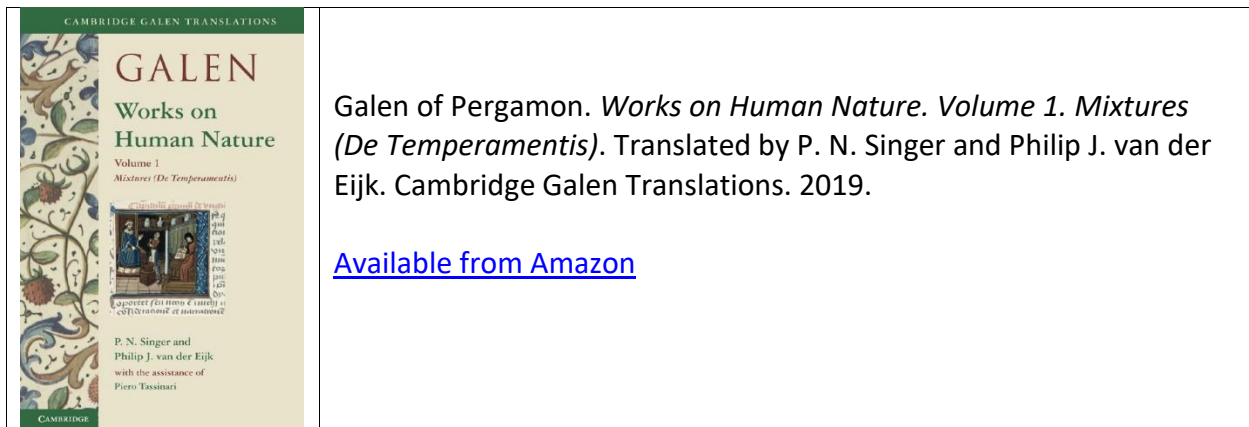 CAMBRIDGE GALEN TRANSLATIONS
GALEN
Works on
Human Nature
Volume 1
Mixtures (De Temperamentis)
P. N. Singer and
Philip J. van der Eijk
with the assistance of
Piero Tassinari
CAMBRIDGE
Galen of Pergamon. Works on Human Nature. Volume 1. Mixtures
(De Temperamentis). Translated by P. N. Singer and Philip J. van der
Eijk. Cambridge Galen Translations. 2019.
Available from Amazon